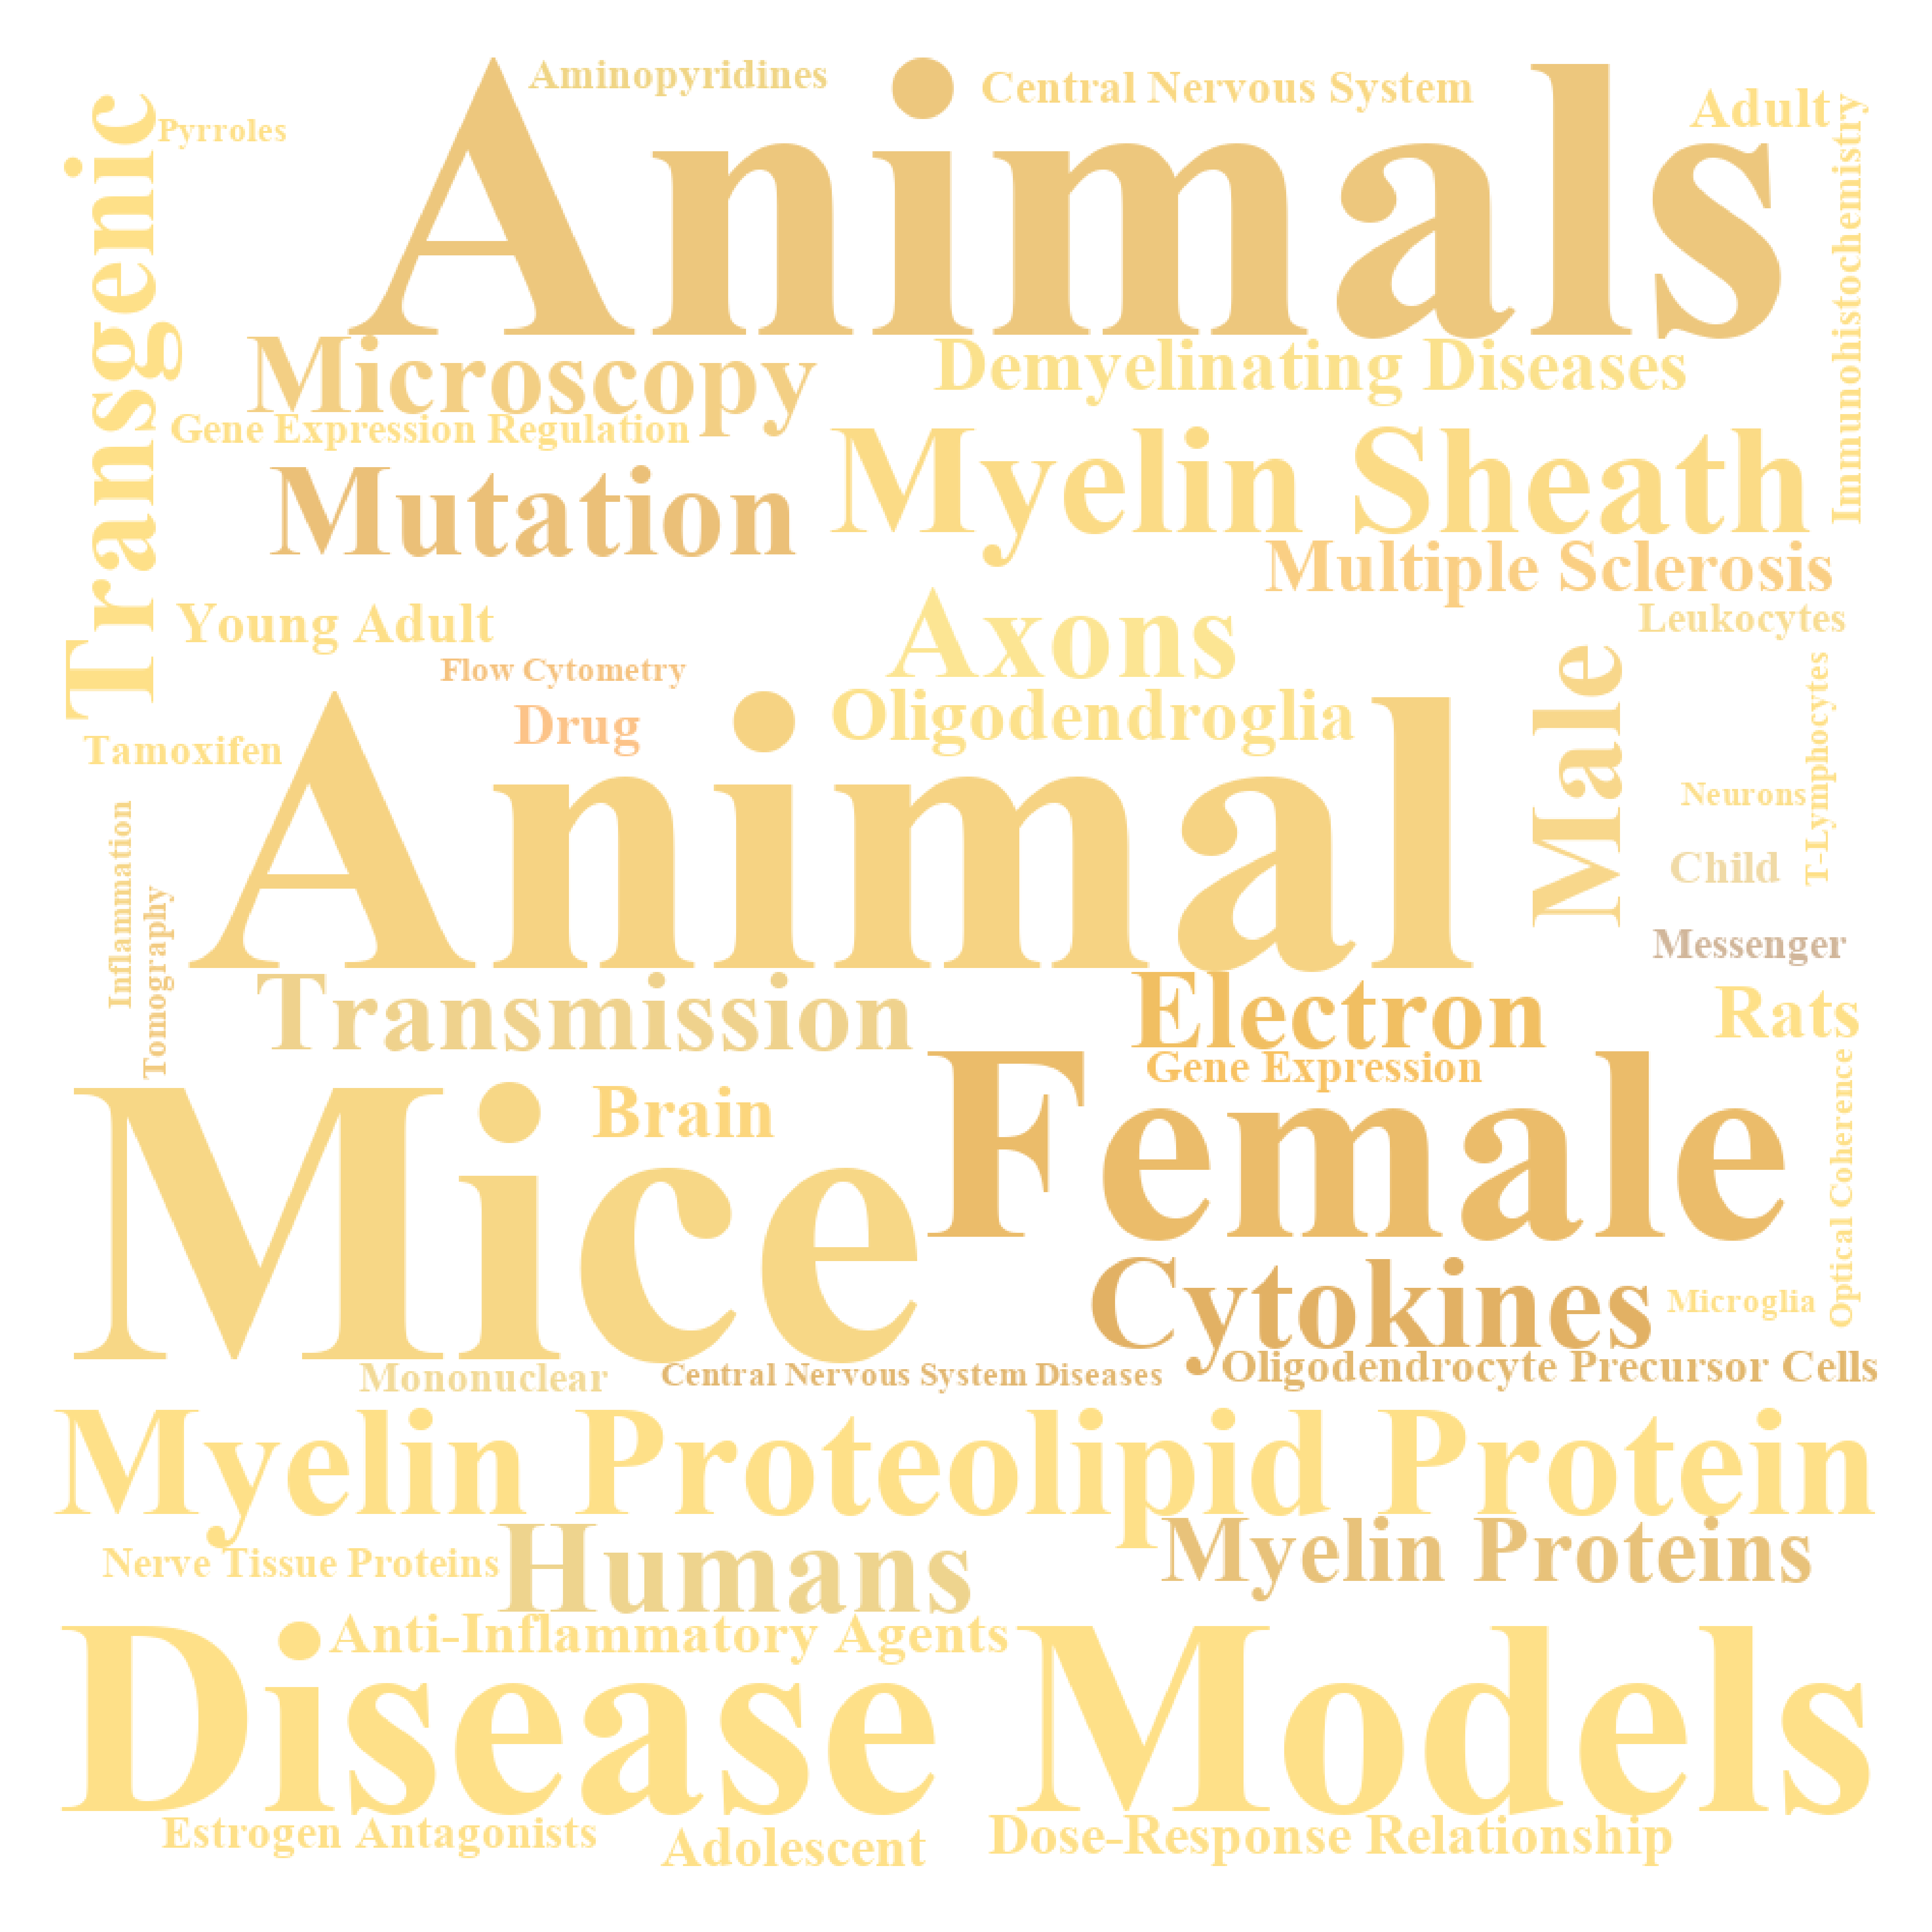 Aminopyridines
Central Nervous System
Adult
Pyrroles
Animals
Transgenic
Immunohistochemistry
Microscopy
Demyelinating Diseases
Gene Expression Regulation
Myelin Sheath
Mutation
Multiple Sclerosis
Young Adult
Axons
Leukocytes
Flow Cytometry
Drug
Oligodendroglia
Male
T-Lymphocytes
Tamoxifen
Animal
Neurons
Child
Inflammation
Tomography
Messenger
Transmission
Electron
Rats
Gene Expression
Mice
Brain
Female
Optical Coherence
Cytokines
Microglia
Mononuclear
Central Nervous System Diseases
Oligodendrocyte Precursor Cells
Myelin Proteolipid Protein
Nerve Tissue Proteins
Humans
Myelin Proteins
Anti-Inflammatory Agents
Disease Models
Estrogen Antagonists
Adolescent
Dose-Response Relationship